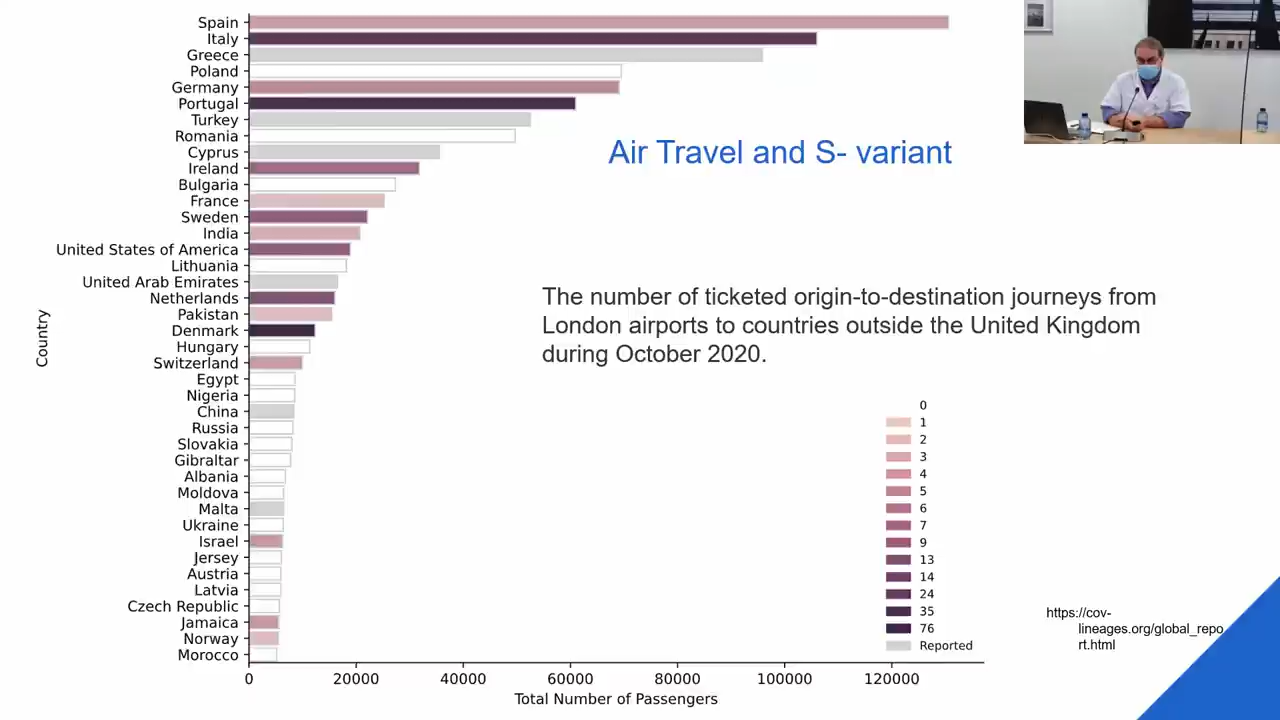 Spain
Italy
Greece
Poland
Germany
Portugal
Turkey
Romania
Cyprus
Ireland
Bulgaria
France
Sweden
India
United States of America
Lithuania
United Arab Emirates
Netherlands
Pakistan
Denmark
Hungary
Switzerland
Egypt
Nigeria
China
Russia
Slovakia
Gibraltar
Albania
Moldova
Malta
Ukraine
Israel
Jersey
Austria
Latvia
Czech Republic
Jamaica
Norway
Morocco
Country
0 20000 40000 60000 80000 100000 120000
Total Number of Passengers
Air Travel and S- variant
The number of ticketed origin-to-destination journeys from
London airports to countries outside the United Kingdom
during October 2020.
0
1
2
3
4
5
6
7
9
13
14
24
35
76
Reported
https://cov-
lineages.org/global_repo
rt.html